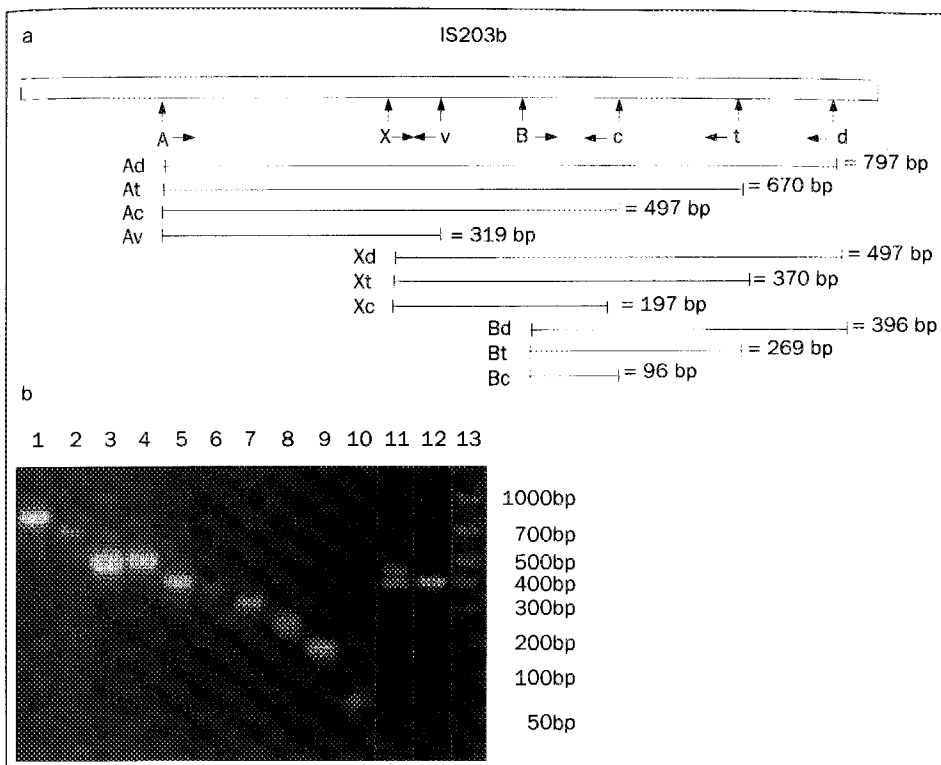 a
IS203b
A X v B c t d
Ad = 797 bp
At = 670 bp
Ac = 497 bp
Av = 319 bp
Xd = 497 bp
Xt = 370 bp
Xc = 197 bp
Bd = 396 bp
Bt = 269 bp
Bc = 96 bp
b
1 2 3 4 5 6 7 8 9 10 11 12 13
1000bp
700bp
500bp
400bp
300bp
200bp
100bp
50bp